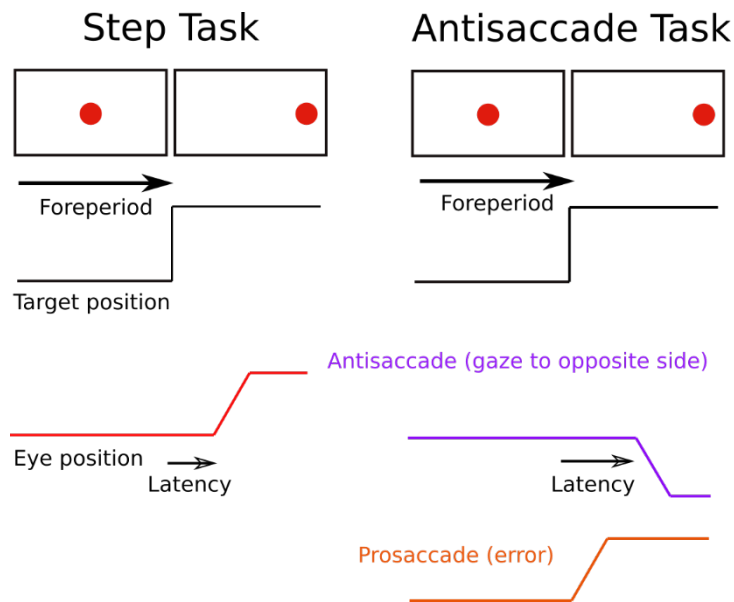 Step Task
Antisaccade Task
Foreperiod
Foreperiod
Target position
Antisaccade (gaze to opposite side)
Eye position
Latency
Latency
Prosaccade (error)